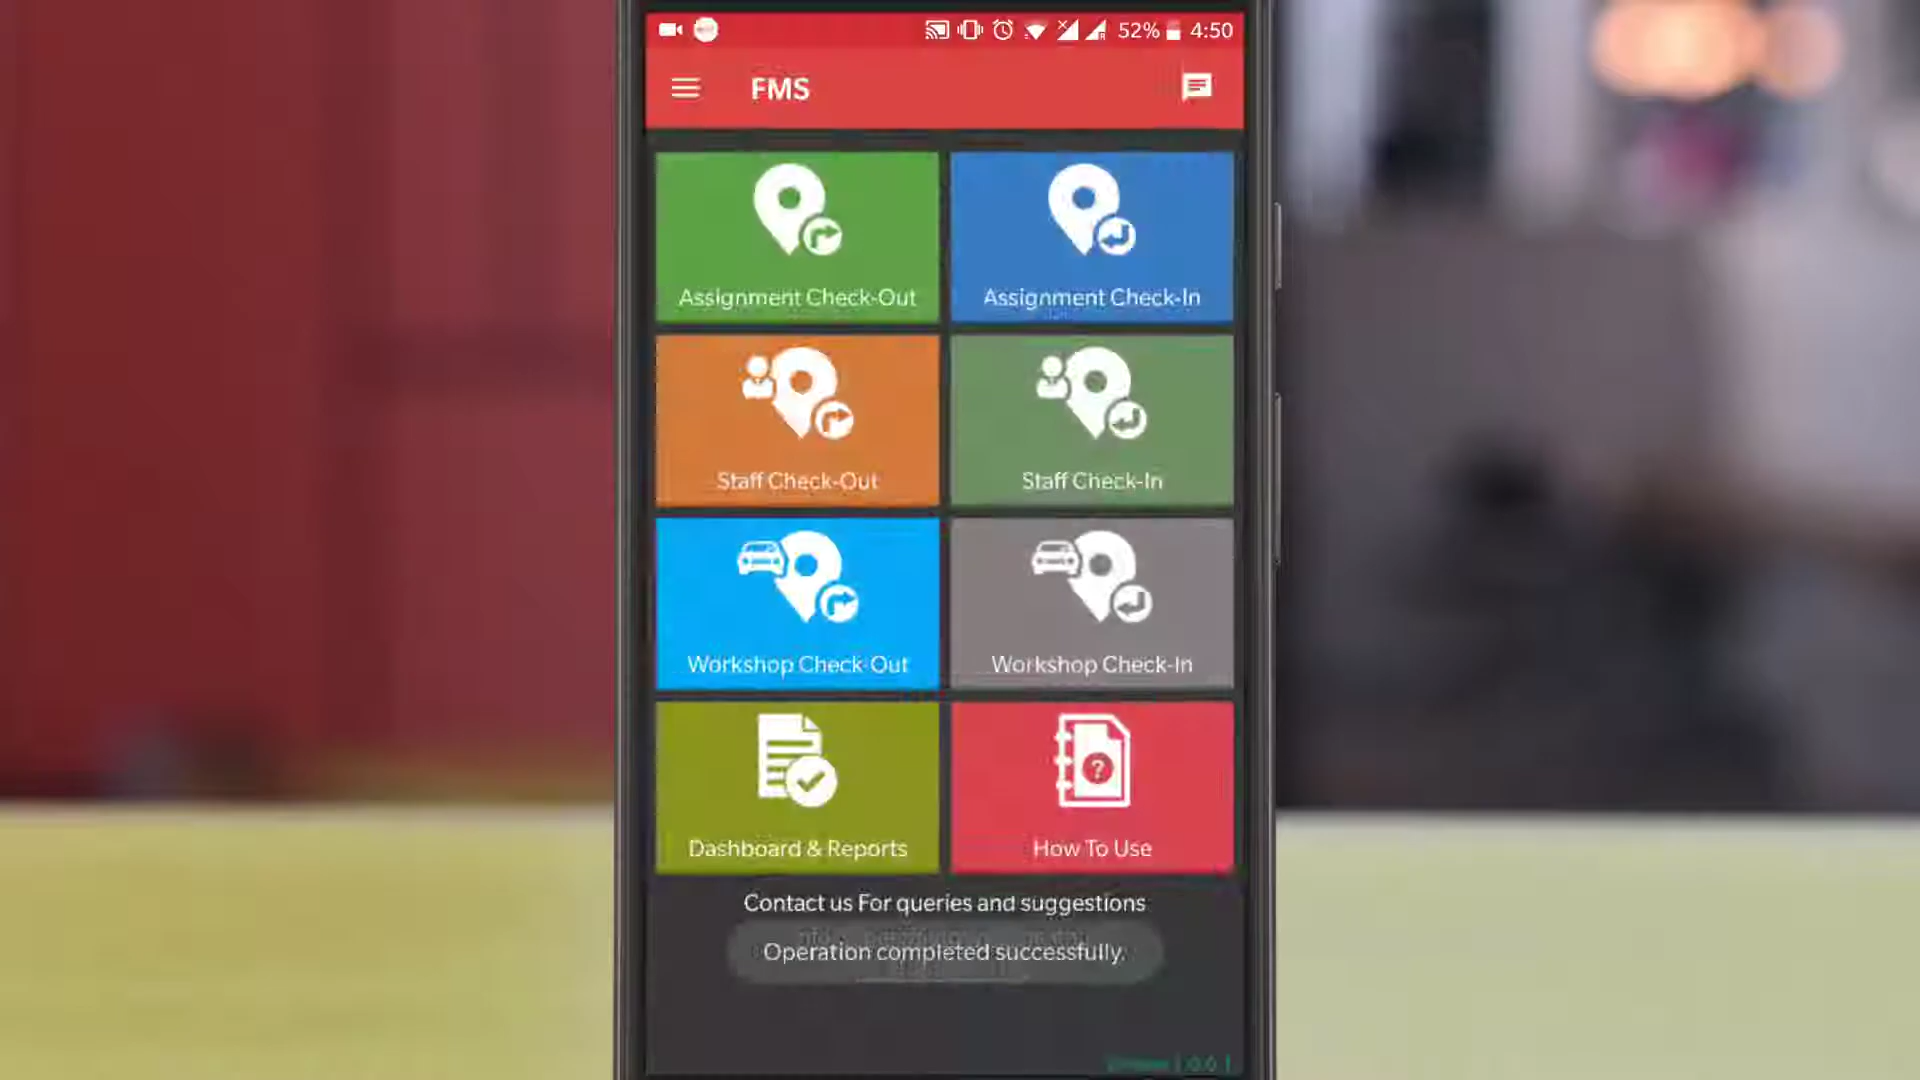 52% 4:50
FMS
Assignment Check-Out
Assignment Check-In
Staff Check-Out
Staff Check-In
Workshop Check-Out
Workshop Check-In
Dashboard & Reports
?
How To Use
Contact us For queries and suggestions
Operation completed successfully.